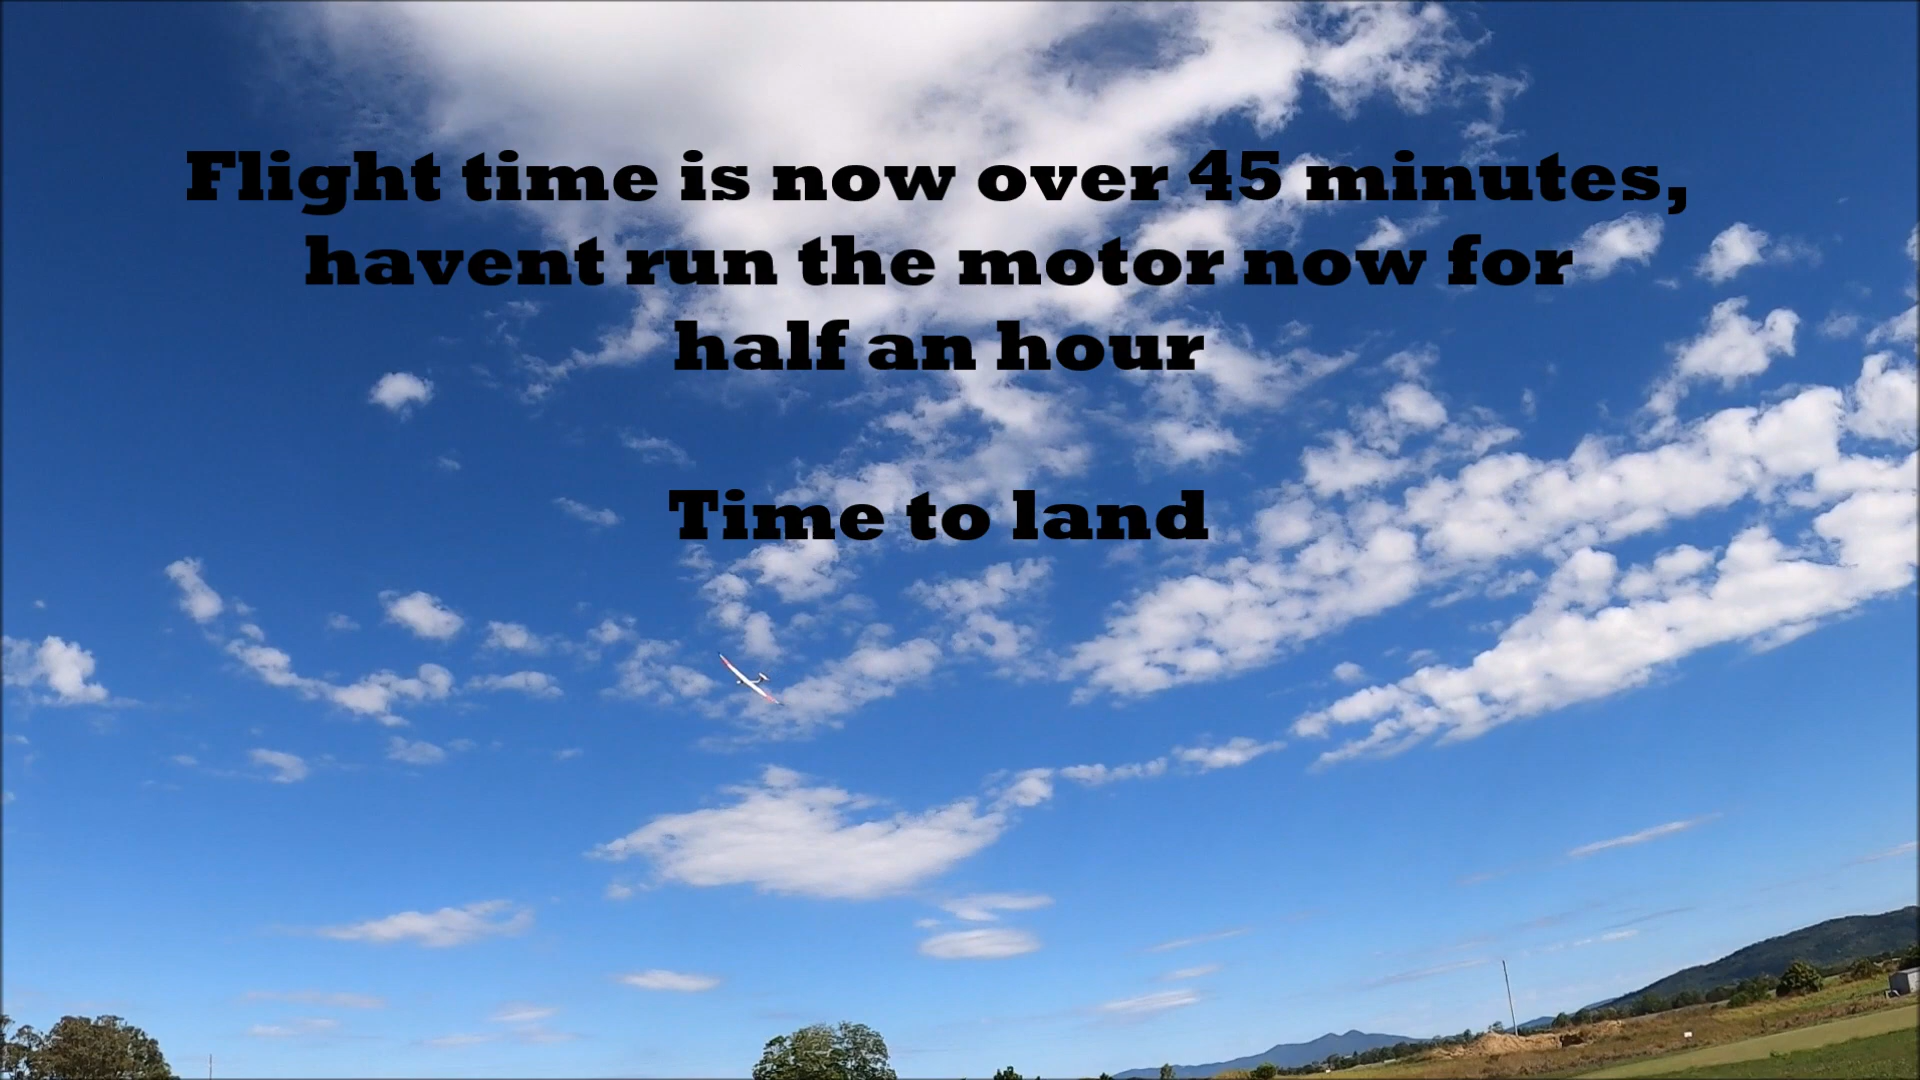 Flight time is now over 45 minutes,
havent run the motor now for
half an hour
Time to land